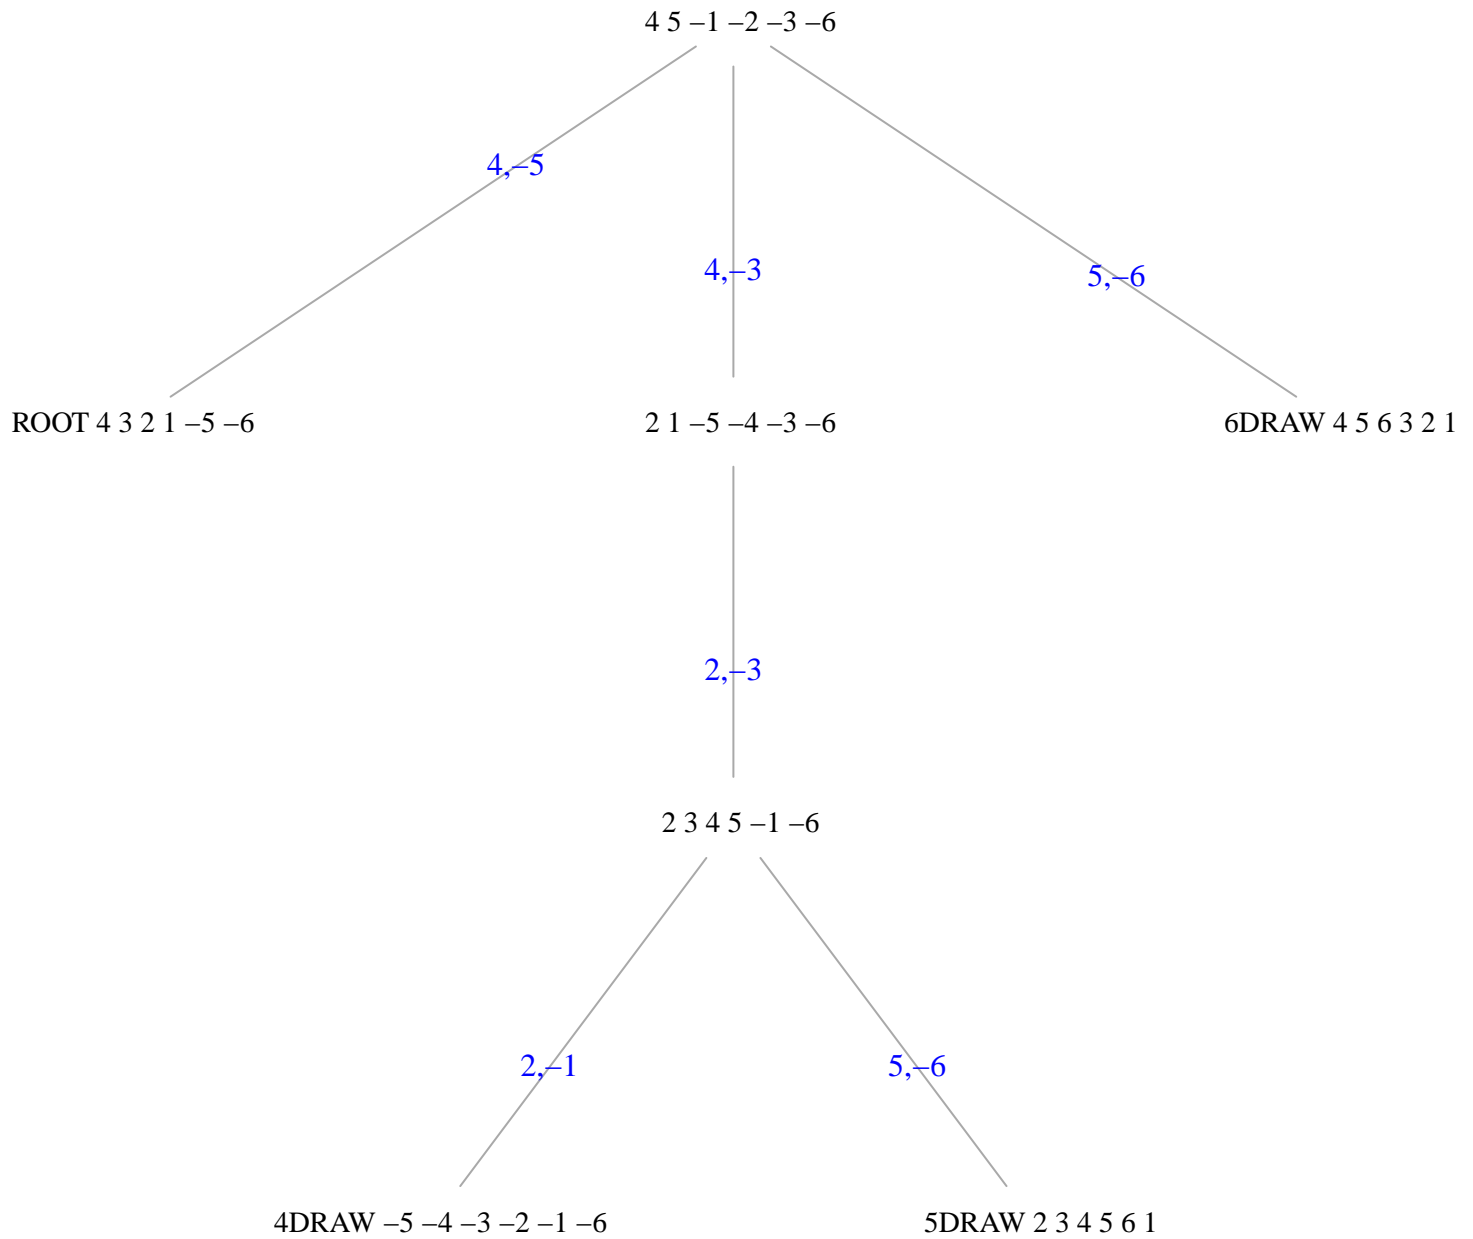 4 5 –1 –2 –3 –6
4,–5
4,–3
5,–6
ROOT 4 3 2 1 –5 –6
2 1 –5 –4 –3 –6
6DRAW 4 5 6 3 2 1
2,–3
2 3 4 5 –1 –6
2,–1
5,–6
4DRAW –5 –4 –3 –2 –1 –6
5DRAW 2 3 4 5 6 1